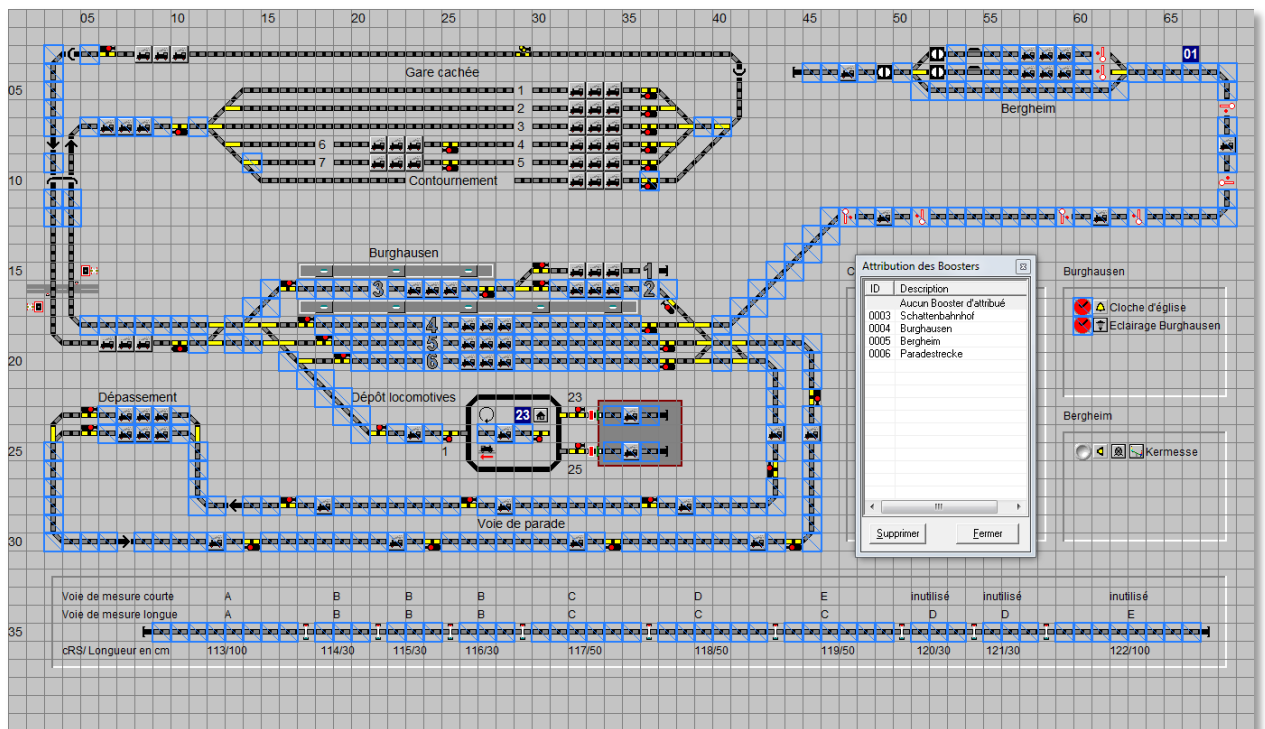 05 10 15 20 25 30 35 40 45 50 55 60 65
01
Gare cachée
05
1
2
Bergheim
3
6 4
7 5
10
Contournement
Burghausen
15
1
3 2
4
5
20
6
Dépassement Dépôt locomotives 23
23
25
1
25
Voie de parade
30
Attribution des Boosters
ID Description
Aucun Booster d'attribué
0003 Schattenbahnhof
0004 Burghausen
0005 Bergheim
0006 Paradestrecke
Supprimer Fermer
C
Burghausen
Cloche d'église
Eclairage Burghausen
Bergheim
Kermesse
Voie de mesure courte A B B B C D E inutilisé inutilisé inutilisé
Voie de mesure longue A B B B C C C D D E
35
cRS/ Longueur en cm 113/100 114/30 115/30 116/30 117/50 118/50 119/50 120/30 121/30 122/100